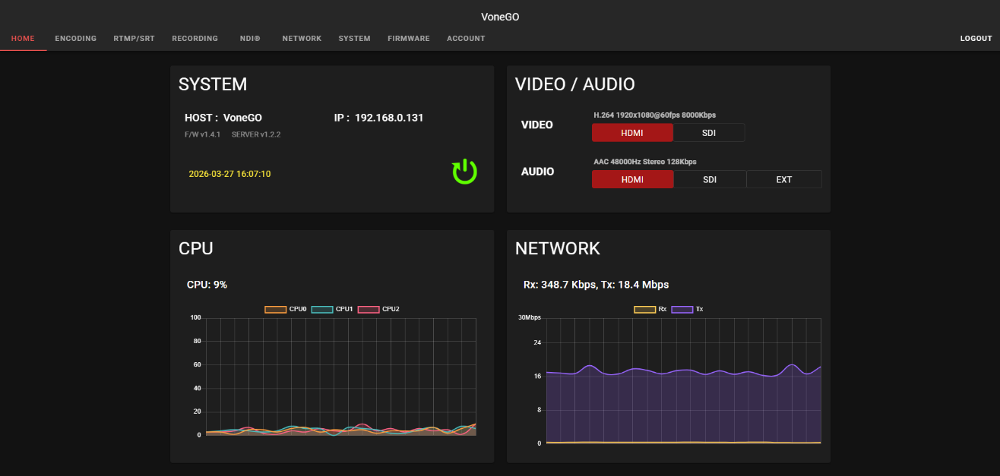 VoneGO
HOME ENCODING RTMP/SRT RECORDING NDI® NETWORK SYSTEM FIRMWARE ACCOUNT LOGOUT
SYSTEM
HOST : VoneGO IP : 192.168.0.131
F/W v1.4.1 SERVER v1.2.2
2026-03-27 16:07:10
VIDEO / AUDIO
H.264 1920x1080@60fps 8000Kbps
VIDEO HDMI SDI
AAC 48000Hz Stereo 128Kbps
AUDIO HDMI SDI EXT
CPU
CPU: 9%
CPU0 CPU1 CPU2
100
80
60
40
20
0
NETWORK
Rx: 348.7 Kbps, Tx: 18.4 Mbps
Rx Tx
30Mbps
24
16
8
0